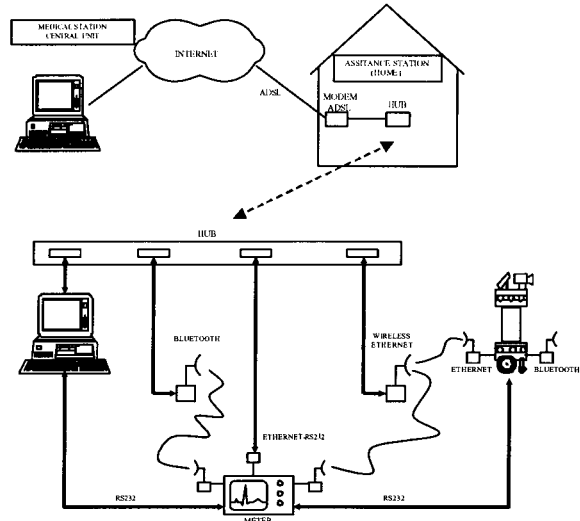 MEDICAL STATION
CENTRAL UNIT
INTERNET
ASSITANCE STATION
(HOME)
ADSL
MODEM
ADSL
HUB
HUB
BLUETOOTH
WIRELESS
ETHERNET
ETHERNET
BLUETOOTH
ETHERNET-RS232
RS232
RS232
METER